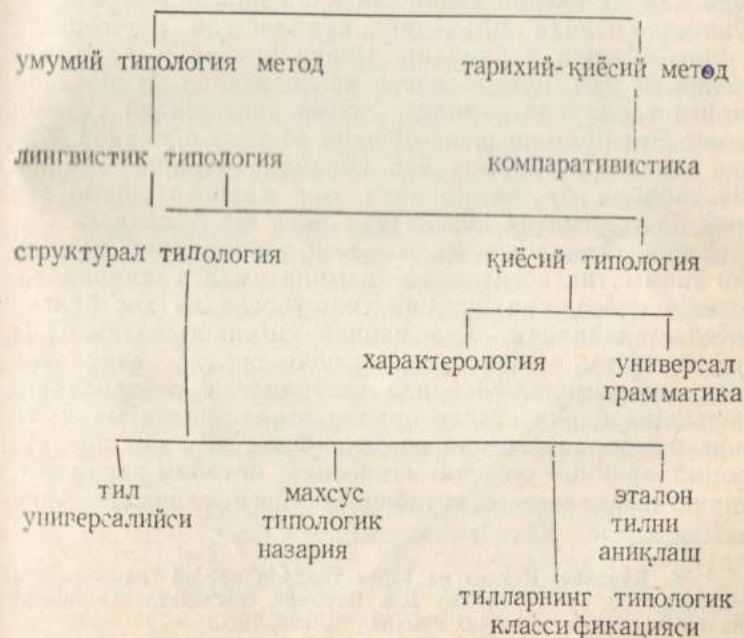 умумий типология метод тарихий-қиёсий метод
лингвистик типология компаративистика
структурал типология қиёсий типология
характерология универсал
грамматика
тил махсус эталон
универсалийси типологик тилни
назария аниқлаш
тилларнинг типологик
классификацияси